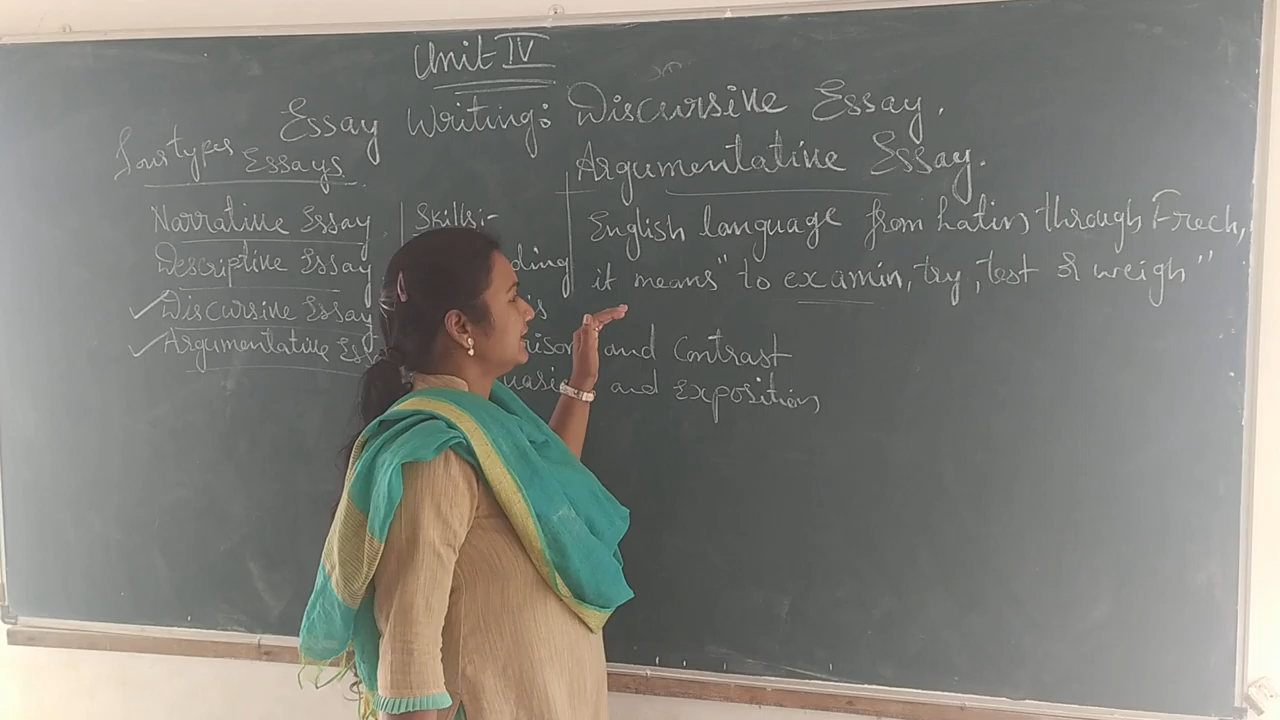 Unit IV
Essay Writing: Discursive Essay.
Argumentative Essay.
Four types Essays
Narrative Essay
Descriptive Essay
Discursive Essay
Argumentative Ess
Skills:-
and Contrast
and Exposition
English language from Latin, through Frech,
it means "to examin, try, test & weigh"